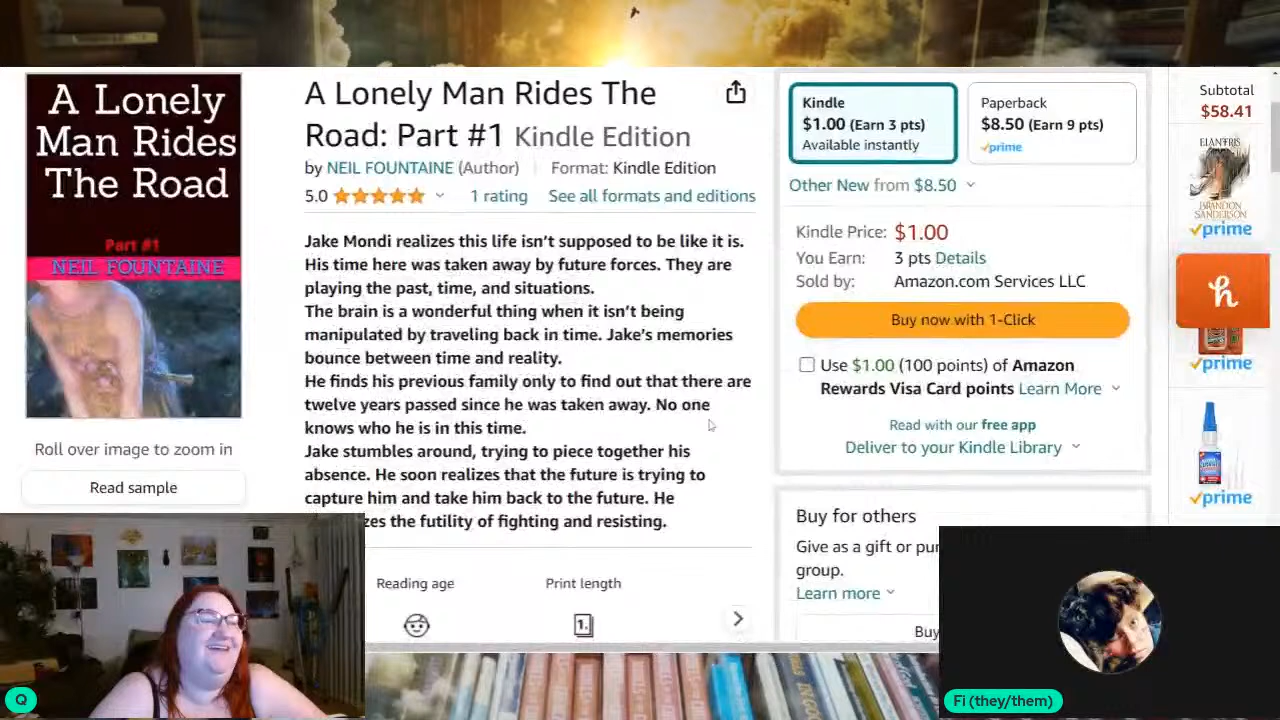 A Lonely
Man Rides
The Road
Part #1
NEIL FOUNTAINE
Roll over image to zoom in
Read sample
A Lonely Man Rides The
Road: Part #1 Kindle Edition
by NEIL FOUNTAINE (Author) Format: Kindle Edition
5.0 1 rating See all formats and editions
Jake Mondi realizes this life isn’t supposed to be like it is.
His time here was taken away by future forces. They are
playing the past, time, and situations.
The brain is a wonderful thing when it isn’t being
manipulated by traveling back in time. Jake’s memories
bounce between time and reality.
He finds his previous family only to find out that there are
twelve years passed since he was taken away. No one
knows who he is in this time.
Jake stumbles around, trying to piece together his
absence. He soon realizes that the future is trying to
capture him and take him back to the future. He
zes the futility of fighting and resisting.
Reading age
Print length
1.
Kindle
$1.00 (Earn 3 pts)
Available instantly
Paperback
$8.50 (Earn 9 pts)
prime
Other New from $8.50
Kindle Price: $1.00
You Earn: 3 pts Details
Sold by: Amazon.com Services LLC
Buy now with 1-Click
Use $1.00 (100 points) of Amazon
Rewards Visa Card points Learn More
Read with our free app
Deliver to your Kindle Library
Buy for others
Give as a gift or pur
group.
Learn more
Buy
Subtotal
$58.41
ELANTRIS
BRANDON
SANDERSON
prime
h
prime
prime
Q
Fi (they/them)